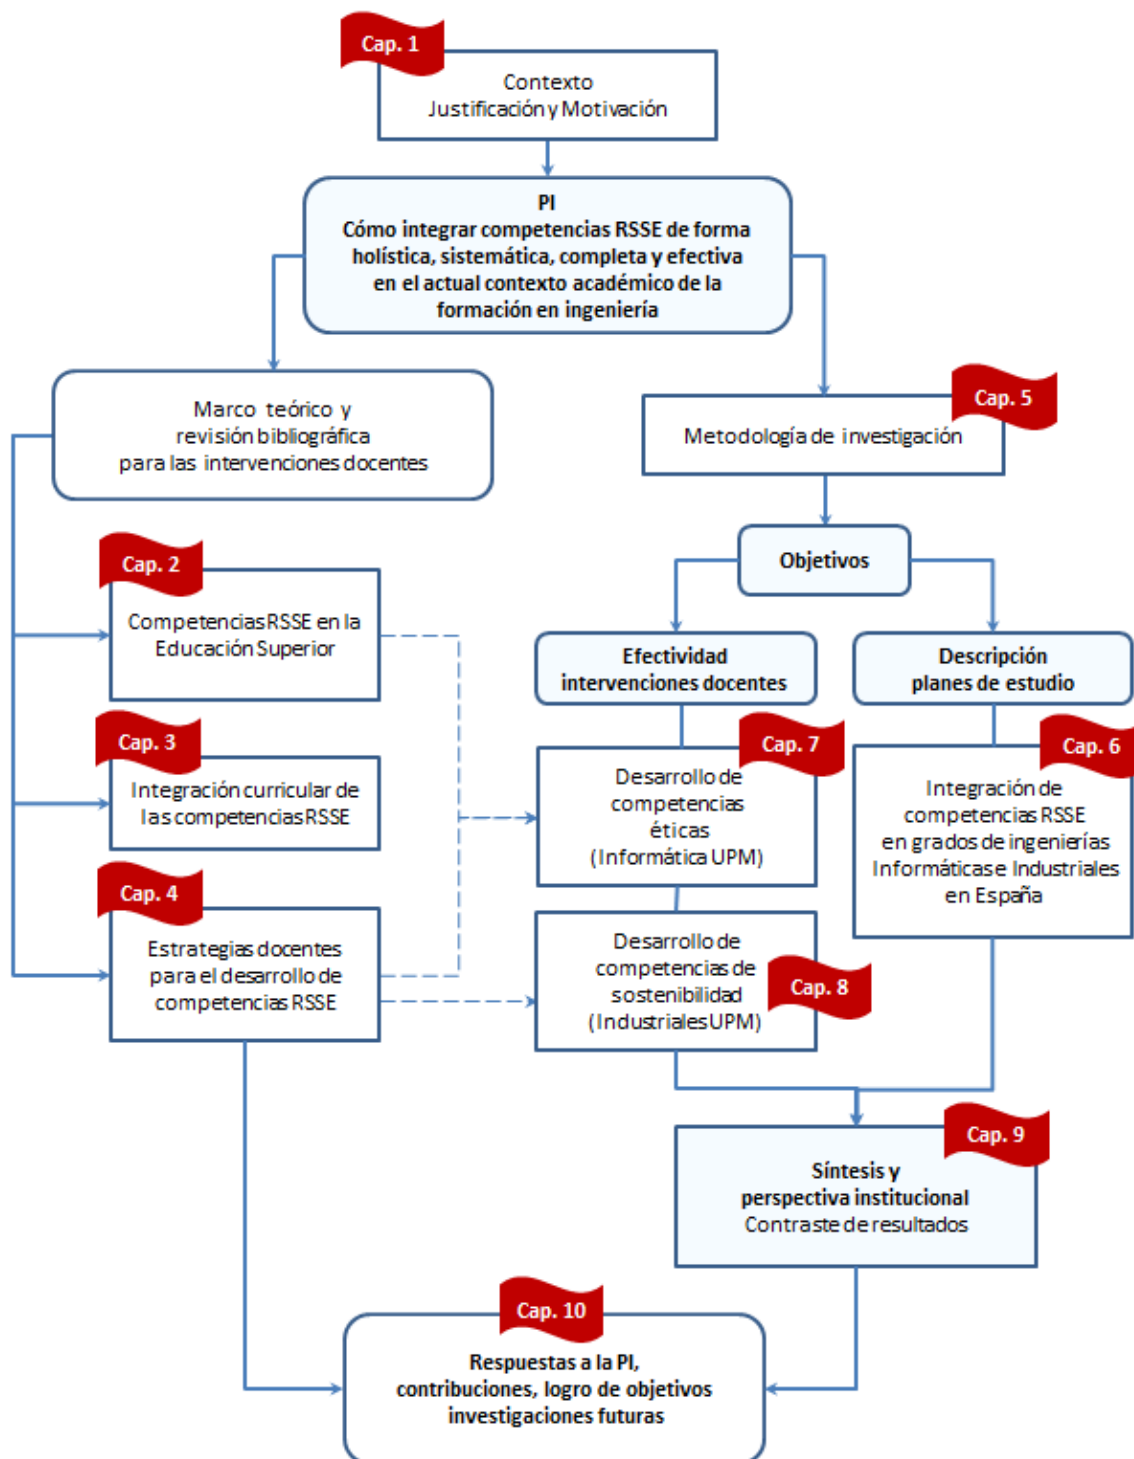 Cap. 1
Contexto
Justificación y Motivación
PI
Cómo integrar competencias RSSE de forma
holística, sistemática, completa y efectiva
en el actual contexto académico de la
formación en ingeniería
Marco teórico y
revisión bibliográfica
para las intervenciones docentes
Cap. 5
Metodología de investigación
Objetivos
Cap. 2
Competencias RSSE en la
Educación Superior
Efectividad
intervenciones docentes
Descripción
planes de estudio
Cap. 3
Integración curricular de
las competencias RSSE
Cap. 7
Desarrollo de
competencias
éticas
(Informática UPM)
Cap. 6
Integración de
competencias RSSE
en grados de ingenierías
Informáticas e Industriales
en España
Cap. 4
Estrategias docentes
para el desarrollo de
competencias RSSE
Desarrollo de
competencias de
sostenibilidad
(Industriales UPM)
Cap. 8
Cap. 9
Síntesis y
perspectiva institucional
Contraste de resultados
Cap. 10
Respuestas a la PI,
contribuciones, logro de objetivos
investigaciones futuras